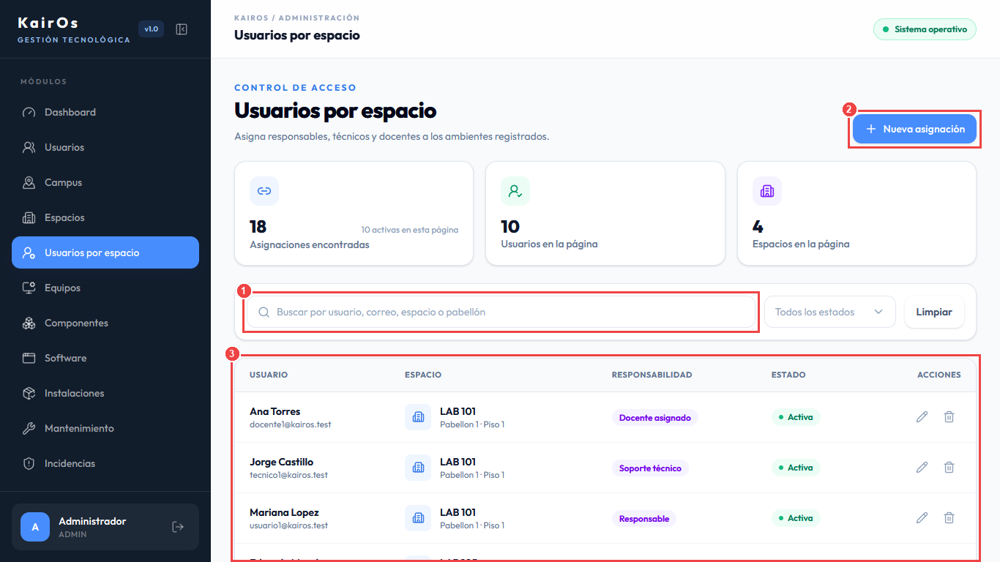 KairOs
GESTIÓN TECNOLÓGICA
v1.0
MÓDULOS
Dashboard
Usuarios
Campus
Espacios
Usuarios por espacio
Equipos
Componentes
Software
Instalaciones
Mantenimiento
Incidencias
A
Administrador
ADMIN
KAIROS / ADMINISTRACIÓN
Usuarios por espacio
Sistema operativo
CONTROL DE ACCESO
Usuarios por espacio
Asigna responsables, técnicos y docentes a los ambientes registrados.
2
+ Nueva asignación
18
10 activas en esta página
Asignaciones encontradas
10
Usuarios en la página
4
Espacios en la página
1
Buscar por usuario, correo, espacio o pabellón
Todos los estados
Limpiar
3
USUARIO ESPACIO RESPONSABILIDAD ESTADO ACCIONES
Ana Torres LAB 101 Docente asignado Activa
docente1@kairos.test Pabellon 1 · Piso 1
Jorge Castillo LAB 101 Soporte técnico Activa
tecnico1@kairos.test Pabellon 1 · Piso 1
Mariana Lopez LAB 101 Responsable Activa
usuario1@kairos.test Pabellon 1 · Piso 1